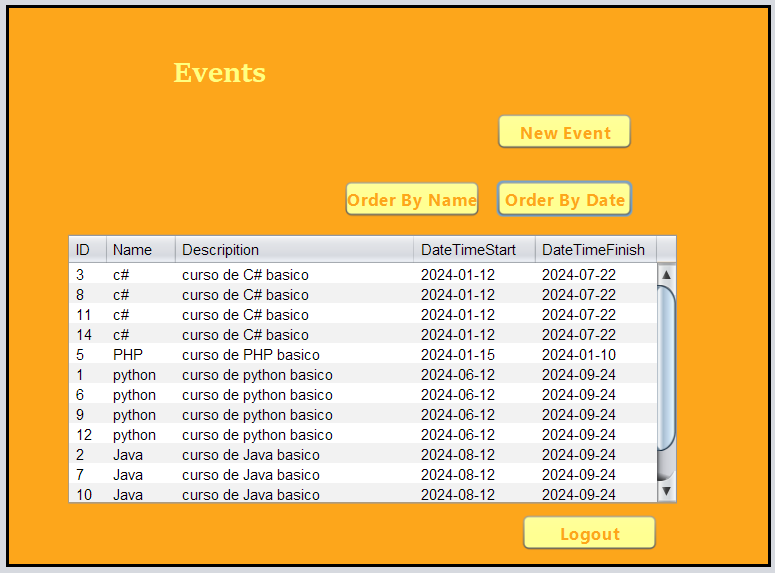 Events
New Event
Order By Name Order By Date
ID Name Descripition DateTimeStart DateTimeFinish
3 c# curso de C# basico 2024-01-12 2024-07-22
8 c# curso de C# basico 2024-01-12 2024-07-22
11 c# curso de C# basico 2024-01-12 2024-07-22
14 c# curso de C# basico 2024-01-12 2024-07-22
5 PHP curso de PHP basico 2024-01-15 2024-01-10
1 python curso de python basico 2024-06-12 2024-09-24
6 python curso de python basico 2024-06-12 2024-09-24
9 python curso de python basico 2024-06-12 2024-09-24
12 python curso de python basico 2024-06-12 2024-09-24
2 Java curso de Java basico 2024-08-12 2024-09-24
7 Java curso de Java basico 2024-08-12 2024-09-24
10 Java curso de Java basico 2024-08-12 2024-09-24
Logout